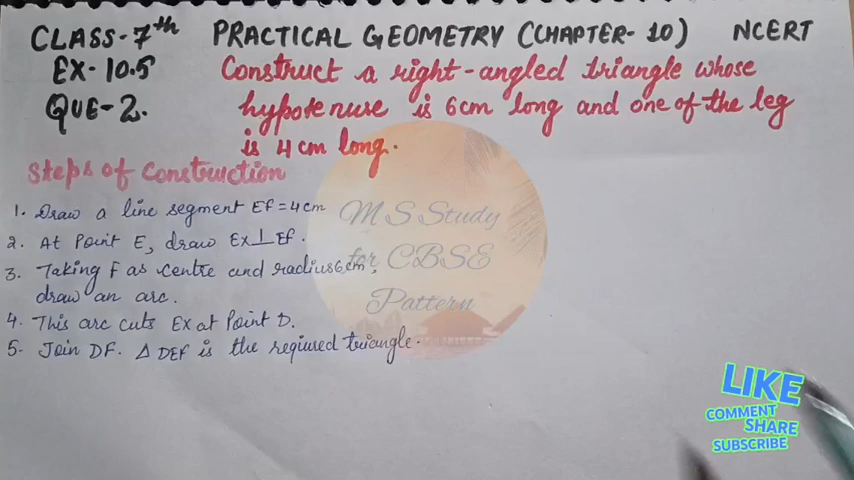 CLASS-7th PRACTICAL GEOMETRY (CHAPTER-10) NCERT
EX-10.5 Construct a right-angled triangle whose
QUE-2. hypotenuse is 6cm long and one of the leg
is 4cm long.
Steps of Construction
1. Draw a line segment EF=4cm
2. At Point E, draw EX⊥EF.
3. Taking F as centre and radius 6cm,
draw an arc.
4. This arc cuts EX at Point D.
5. Join DF. △ DEF is the regiured triangle.
MS Study
for CBSE
Pattern
LIKE
COMMENT
SHARE
SUBSCRIBE